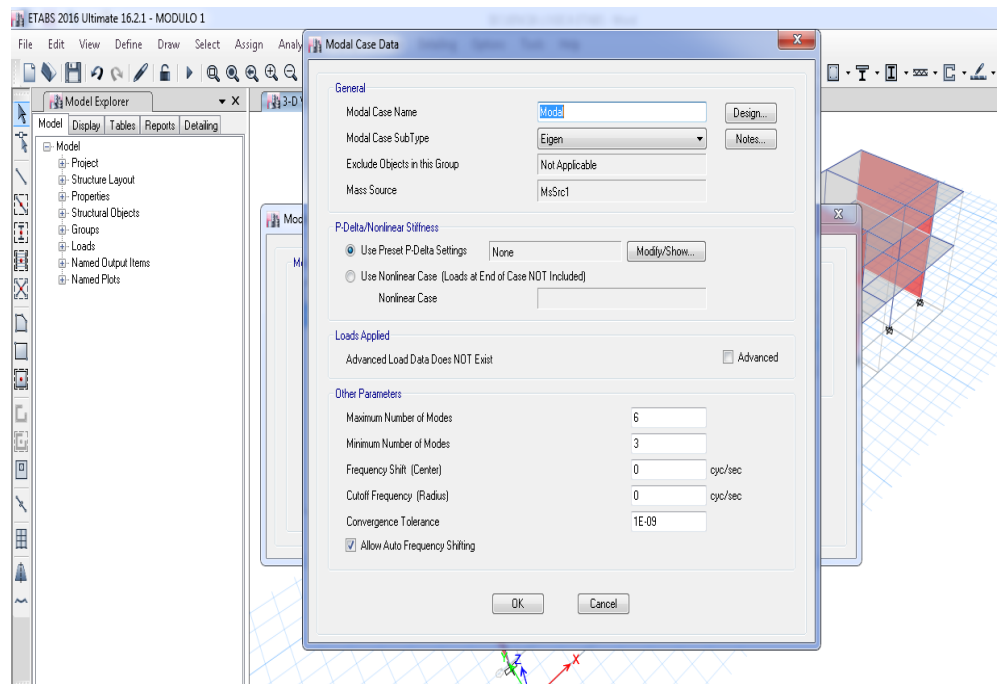 ETABS 2016 Ultimate 16.2.1 - MODULO 1
File Edit View Define Draw Select Assign Analy
Model Explorer
Model Display Tables Reports Detailing
Model
Project
Structure Layout
Properties
Structural Objects
Groups
Loads
Named Output Items
Named Plots
3-D
Mod
Modal Case Data
General
Modal Case Name Modal Design...
Modal Case SubType Eigen Notes...
Exclude Objects in this Group Not Applicable
Mass Source MsSrc1
P-Delta/Nonlinear Stiffness
Use Preset P-Delta Settings None Modify/Show...
Use Nonlinear Case (Loads at End of Case NOT Included)
Nonlinear Case
Loads Applied
Advanced Load Data Does NOT Exist Advanced
Other Parameters
Maximum Number of Modes 6
Minimum Number of Modes 3
Frequency Shift (Center) 0 cyc/sec
Cutoff Frequency (Radius) 0 cyc/sec
Convergence Tolerance 1E-09
Allow Auto Frequency Shifting
OK Cancel
Z X